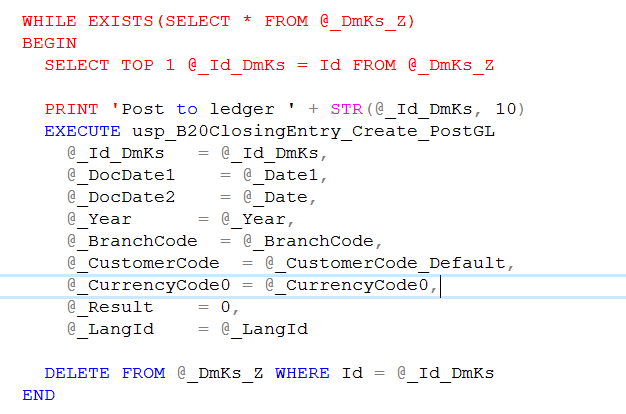 WHILE EXISTS(SELECT * FROM @_DmKs_Z)
BEGIN
SELECT TOP 1 @_Id_DmKs = Id FROM @_DmKs_Z
PRINT 'Post to ledger ' + STR(@_Id_DmKs, 10)
EXECUTE usp_B20ClosingEntry_Create_PostGL
@_Id_DmKs = @_Id_DmKs,
@_DocDate1 = @_Date1,
@_DocDate2 = @_Date,
@_Year = @_Year,
@_BranchCode = @_BranchCode,
@_CustomerCode = @_CustomerCode_Default,
@_CurrencyCode0 = @_CurrencyCode0,
@_Result = 0,
@_LangId = @_LangId
DELETE FROM @_DmKs_Z WHERE Id = @_Id_DmKs
END